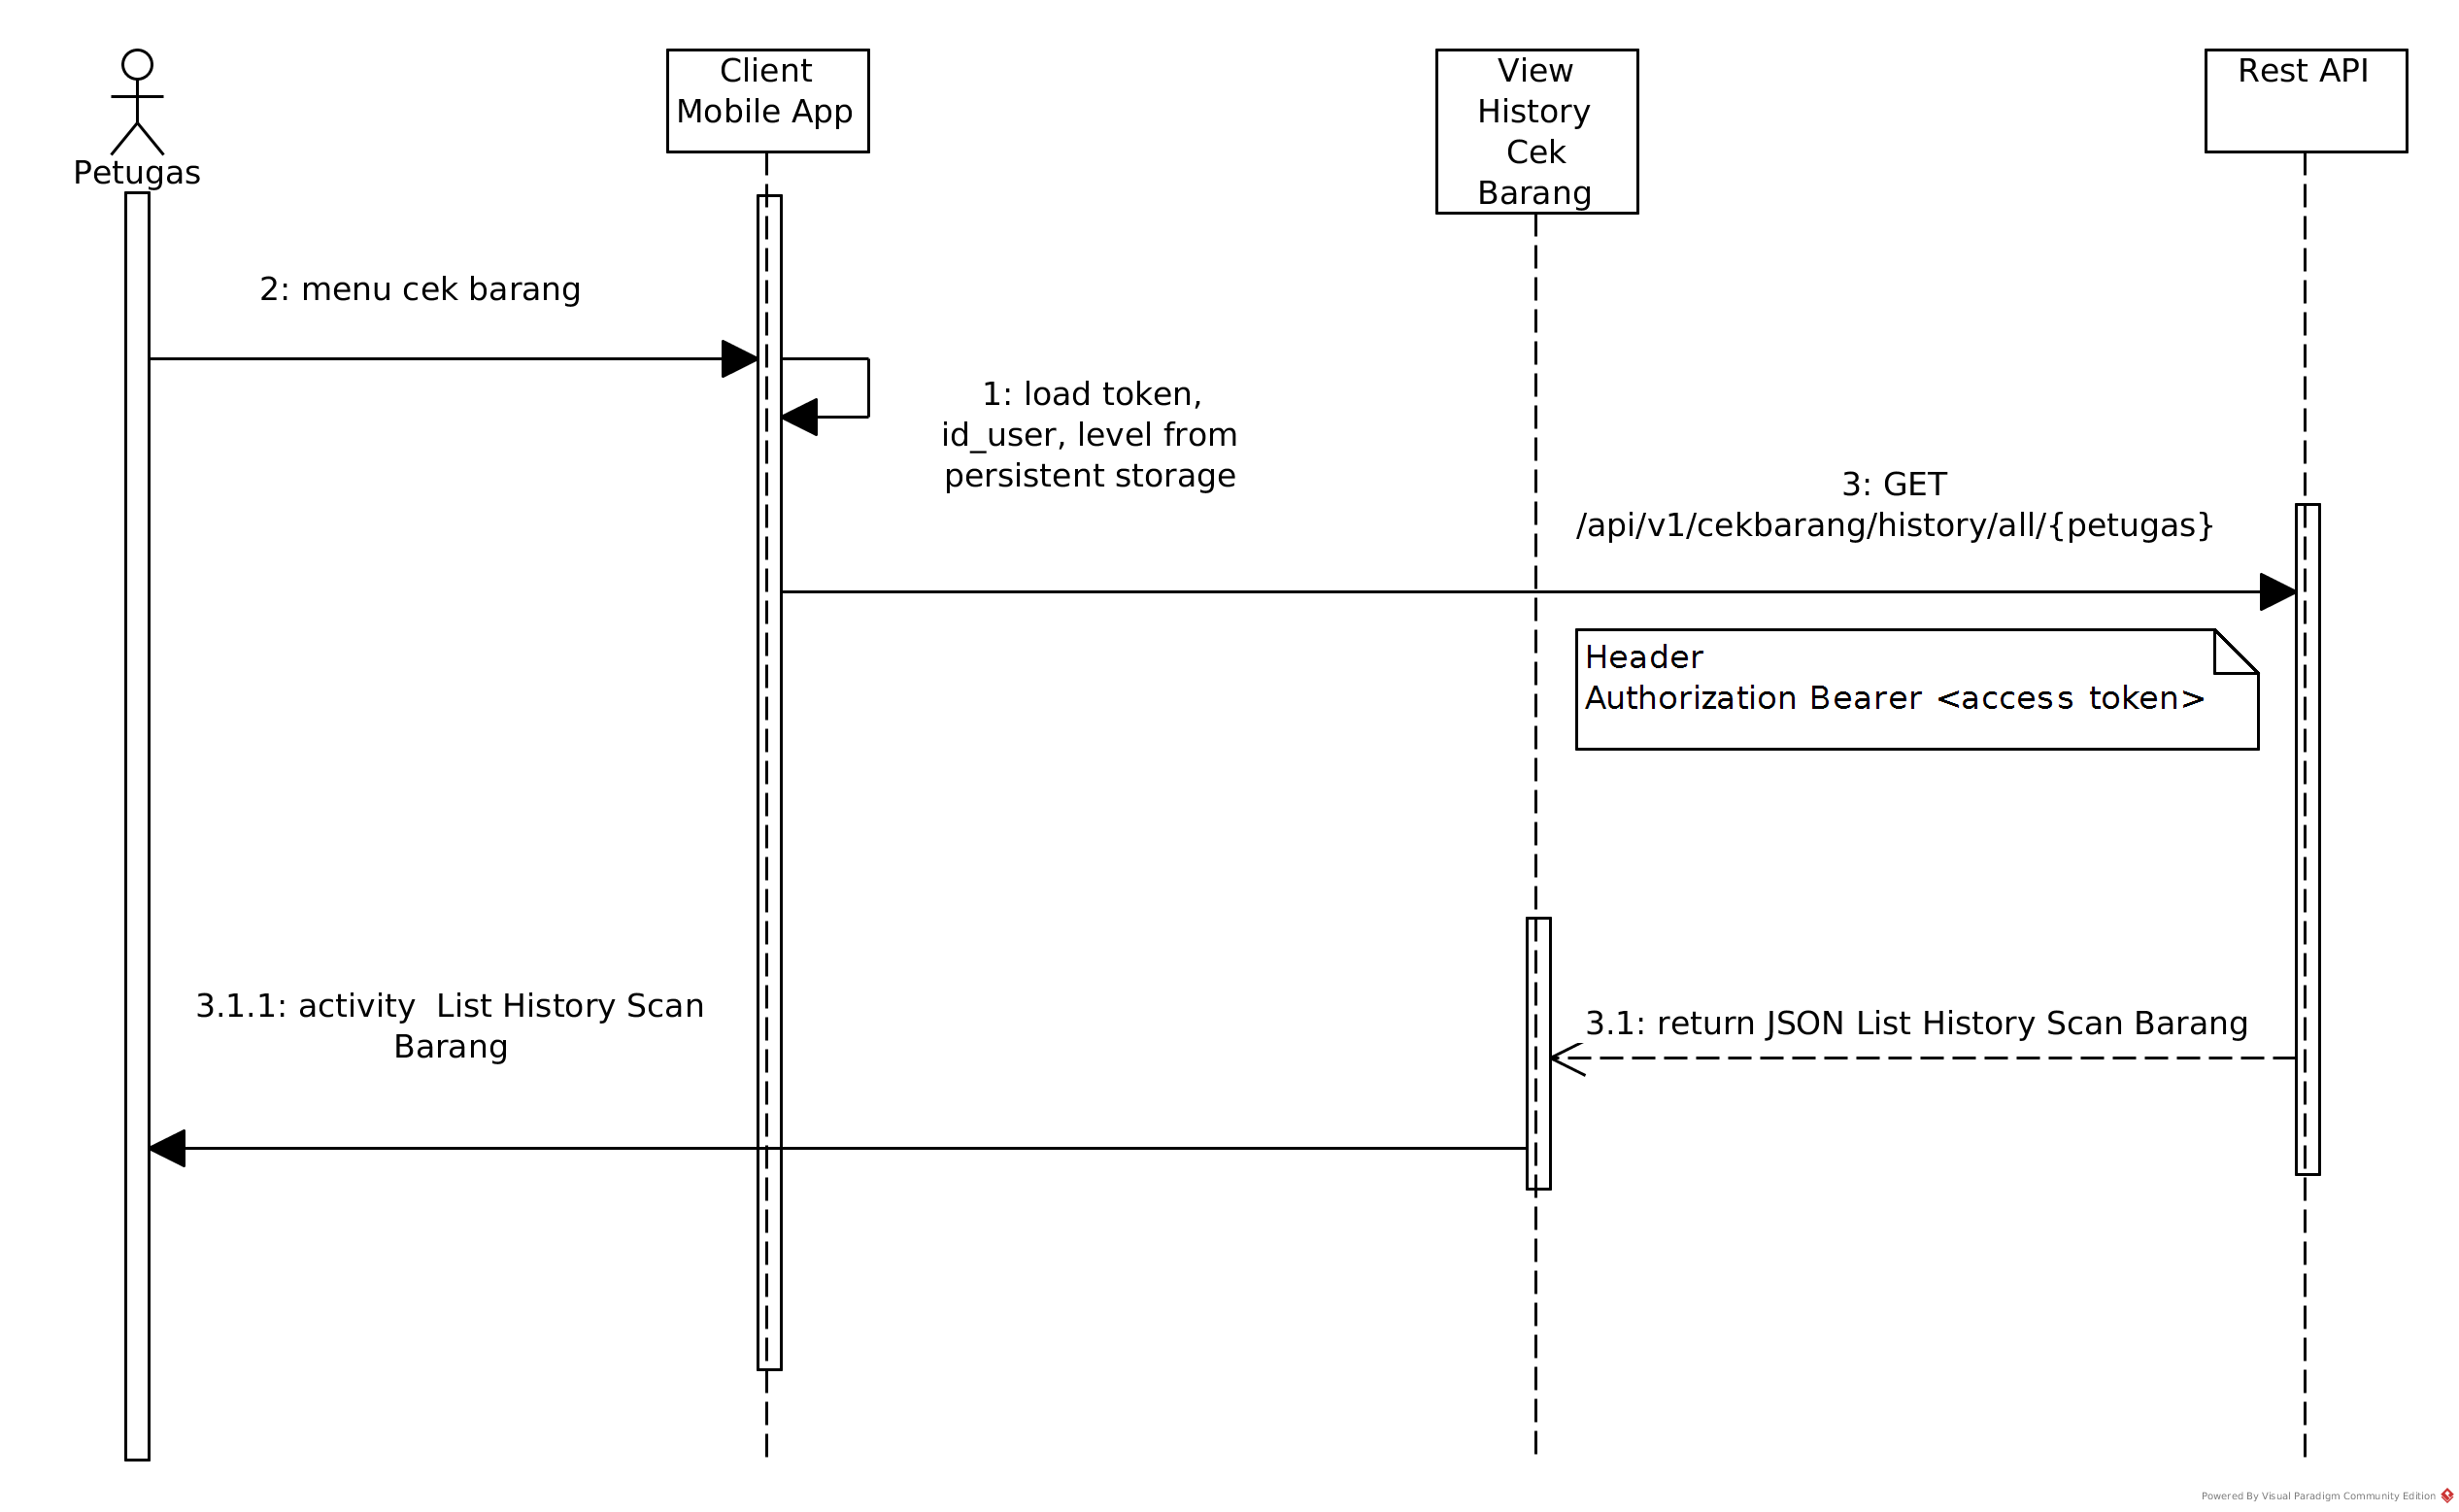 Petugas
Client
Mobile App
View
History
Cek
Barang
Rest API
2: menu cek barang
1: load token,
id_user, level from
persistent storage
3: GET
/api/v1/cekbarang/history/all/{petugas}
Header
Authorization Bearer <access token>
3.1.1: activity  List History Scan
Barang
3.1: return JSON List History Scan Barang
Powered By Visual Paradigm Community Edition